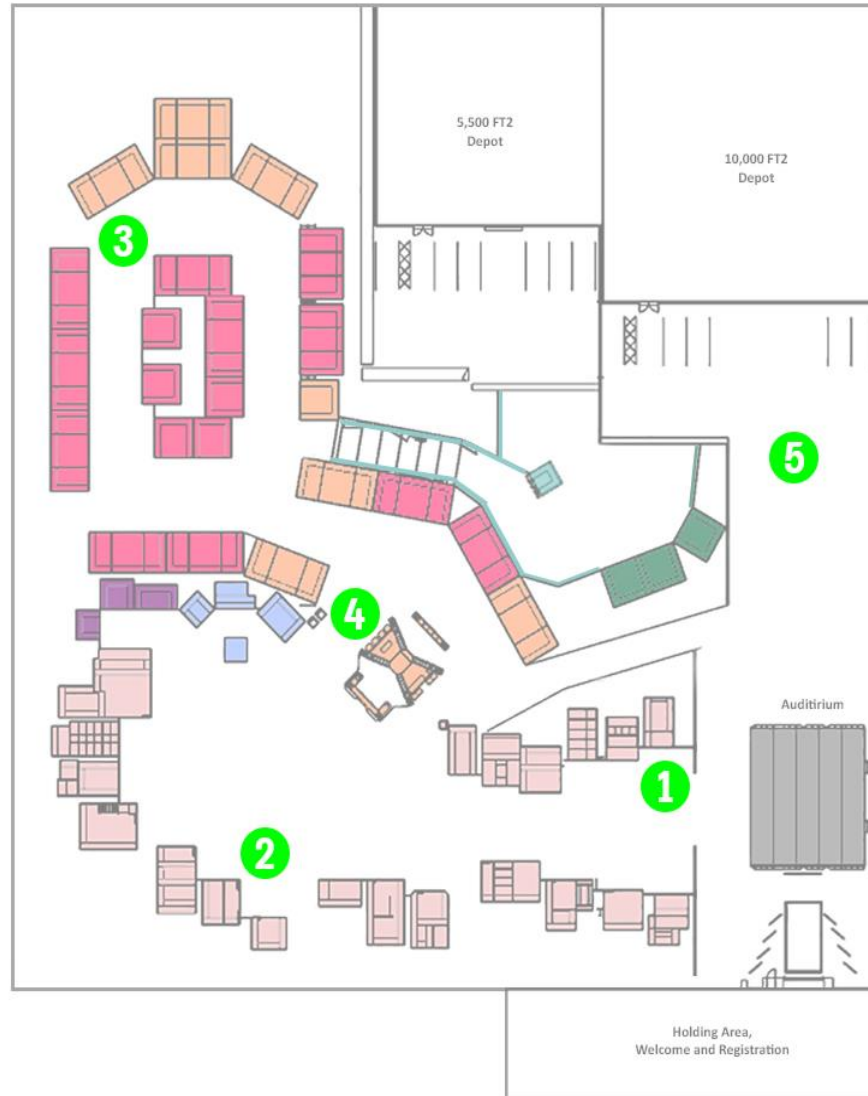 5,500 FT2
Depot
10,000 FT2
Depot
3
5
4
Auditirium
1
2
Holding Area,
Welcome and Registration